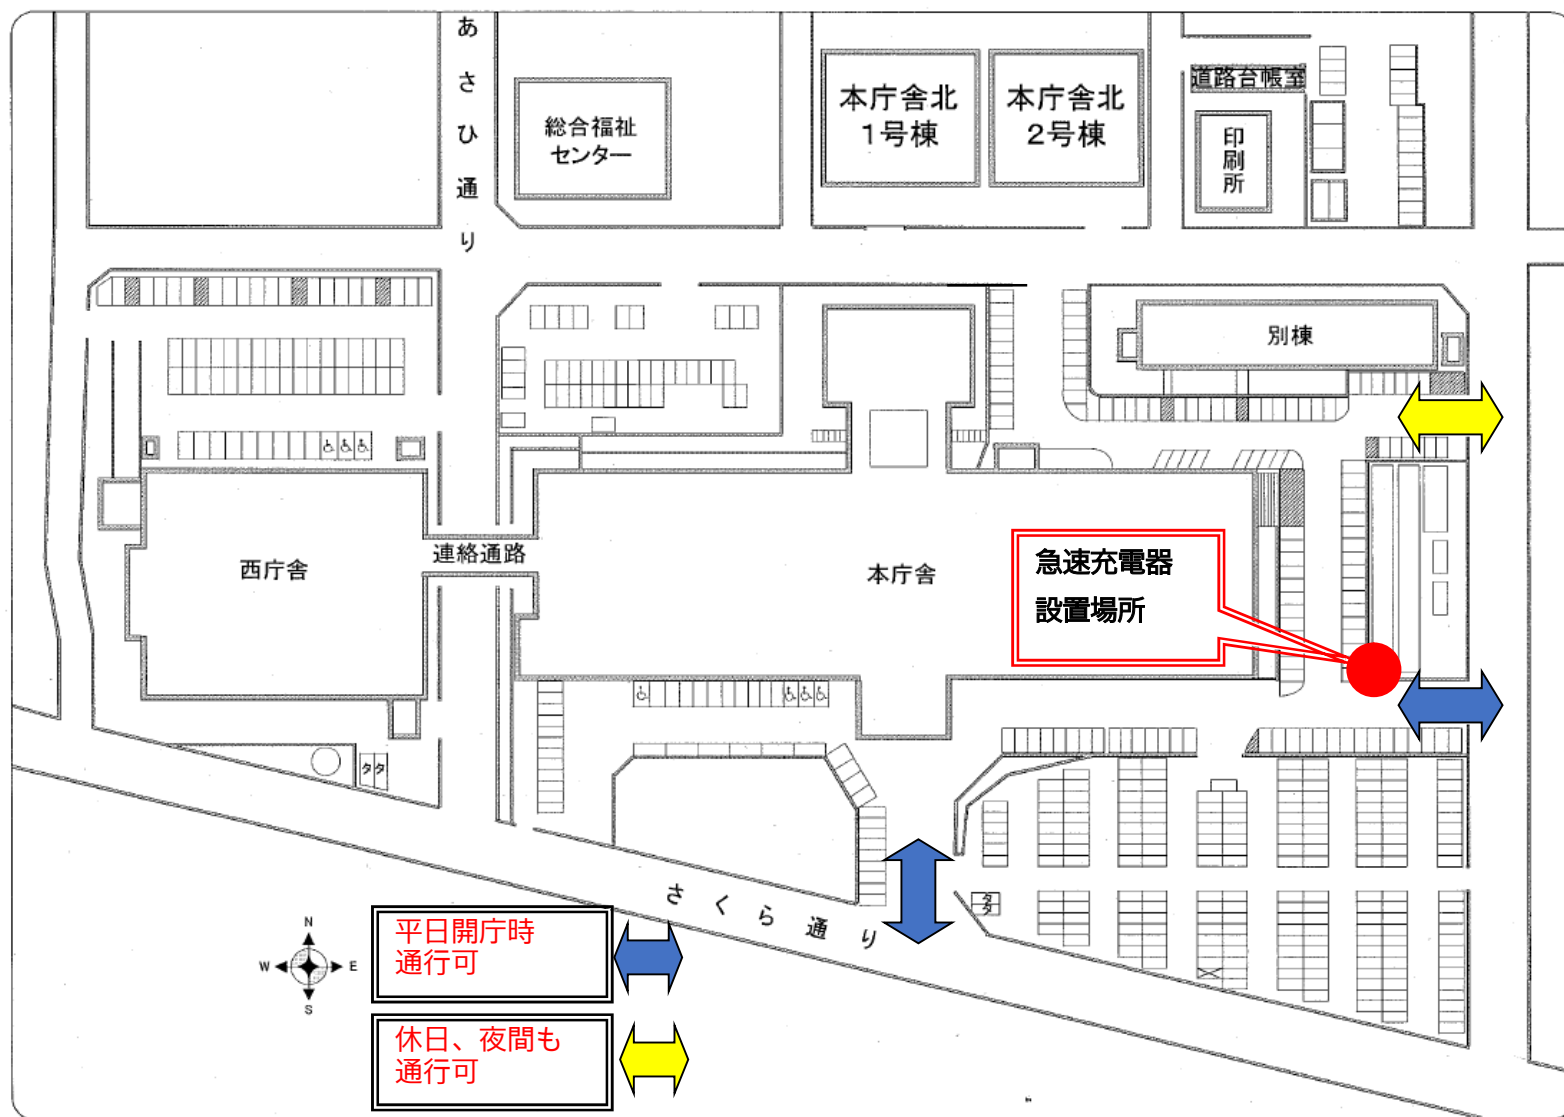 あさひ通り
総合福祉
センター
本庁舎北
1号棟
本庁舎北
2号棟
道路台帳室
印刷所
別棟
西庁舎
連絡通路
本庁舎
急速充電器
設置場所
タタ
タタ
さくら通り
N
W
E
S
平日開庁時
通行可
休日、夜間も
通行可